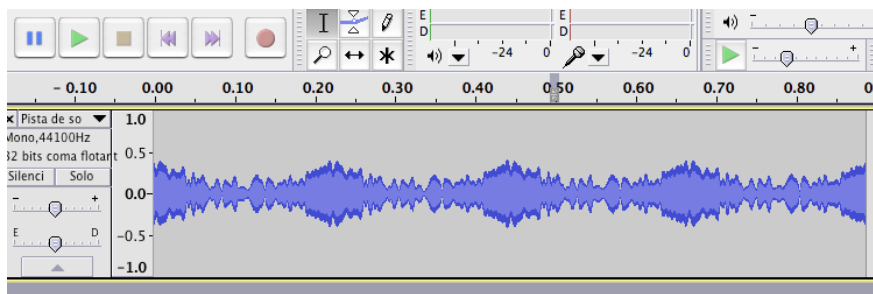 E E
D D
-24 0 -24 0
- 0.10 0.00 0.10 0.20 0.30 0.40 0.50 0.60 0.70 0.80 0
× Pista de so 1.0
Mono,44100Hz
32 bits coma flotant 0.5
Silenci Solo
0.0
- +
E D -0.5
-1.0